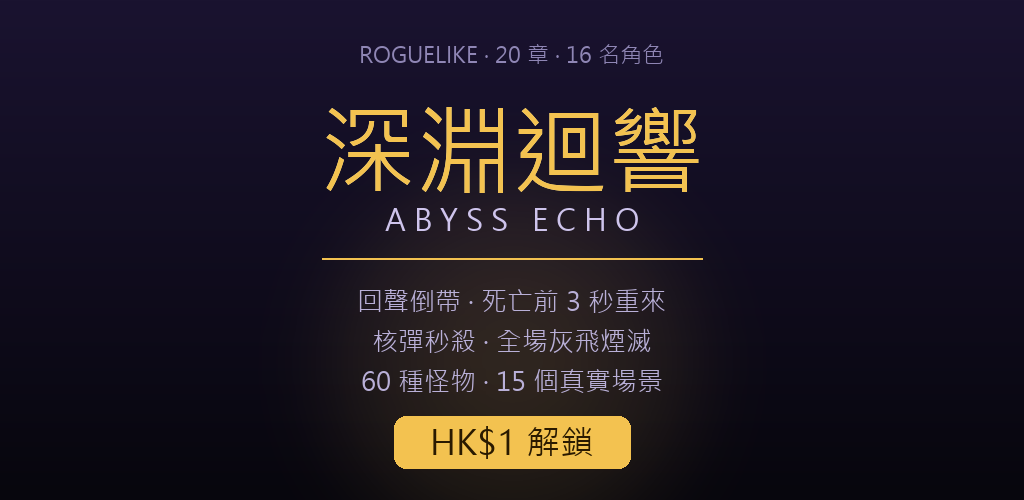 ROGUELIKE · 20 章 · 16 名角色
深淵迴響
ABYSS ECHO
回聲倒帶 · 死亡前 3 秒重來
核彈秒殺 · 全場灰飛煙滅
60 種怪物 · 15 個真實場景
HK$1 解鎖